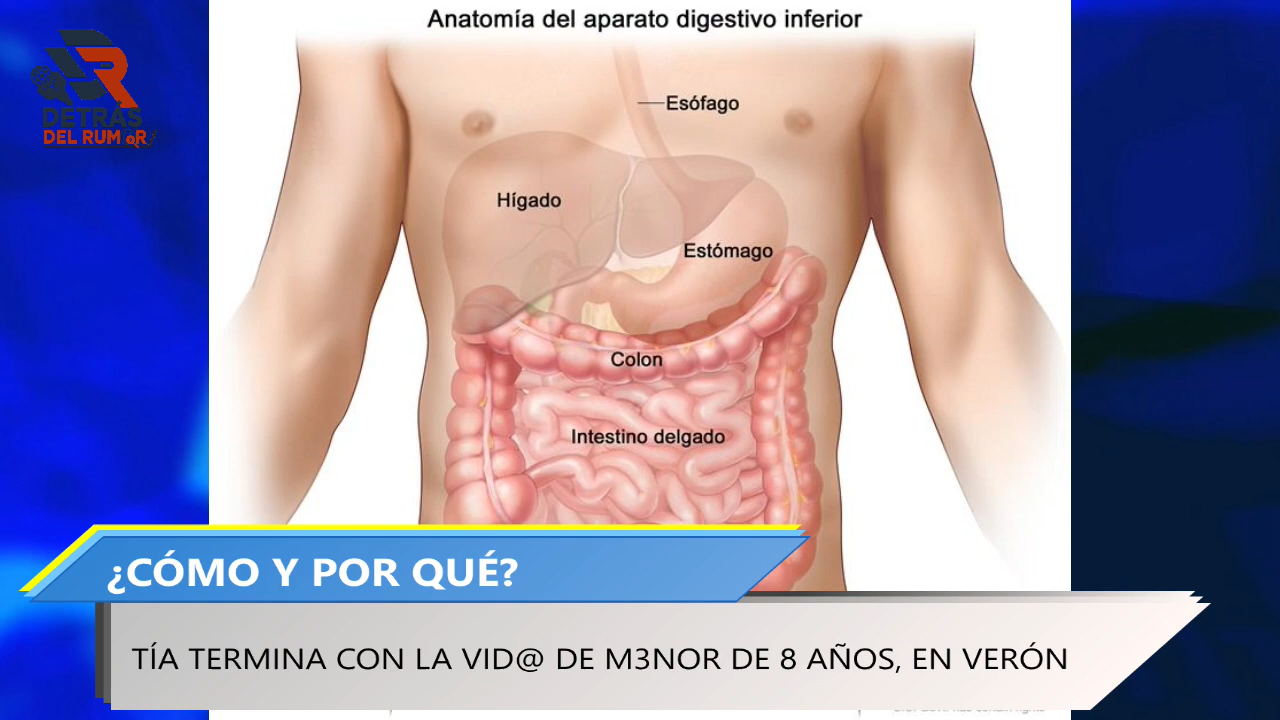 Anatomía del aparato digestivo inferior
DETRÁS
DEL RUMOR
Esófago
Hígado
Estómago
Colon
Intestino delgado
¿CÓMO Y POR QUÉ?
TÍA TERMINA CON LA VID@ DE M3NOR DE 8 AÑOS, EN VERÓN